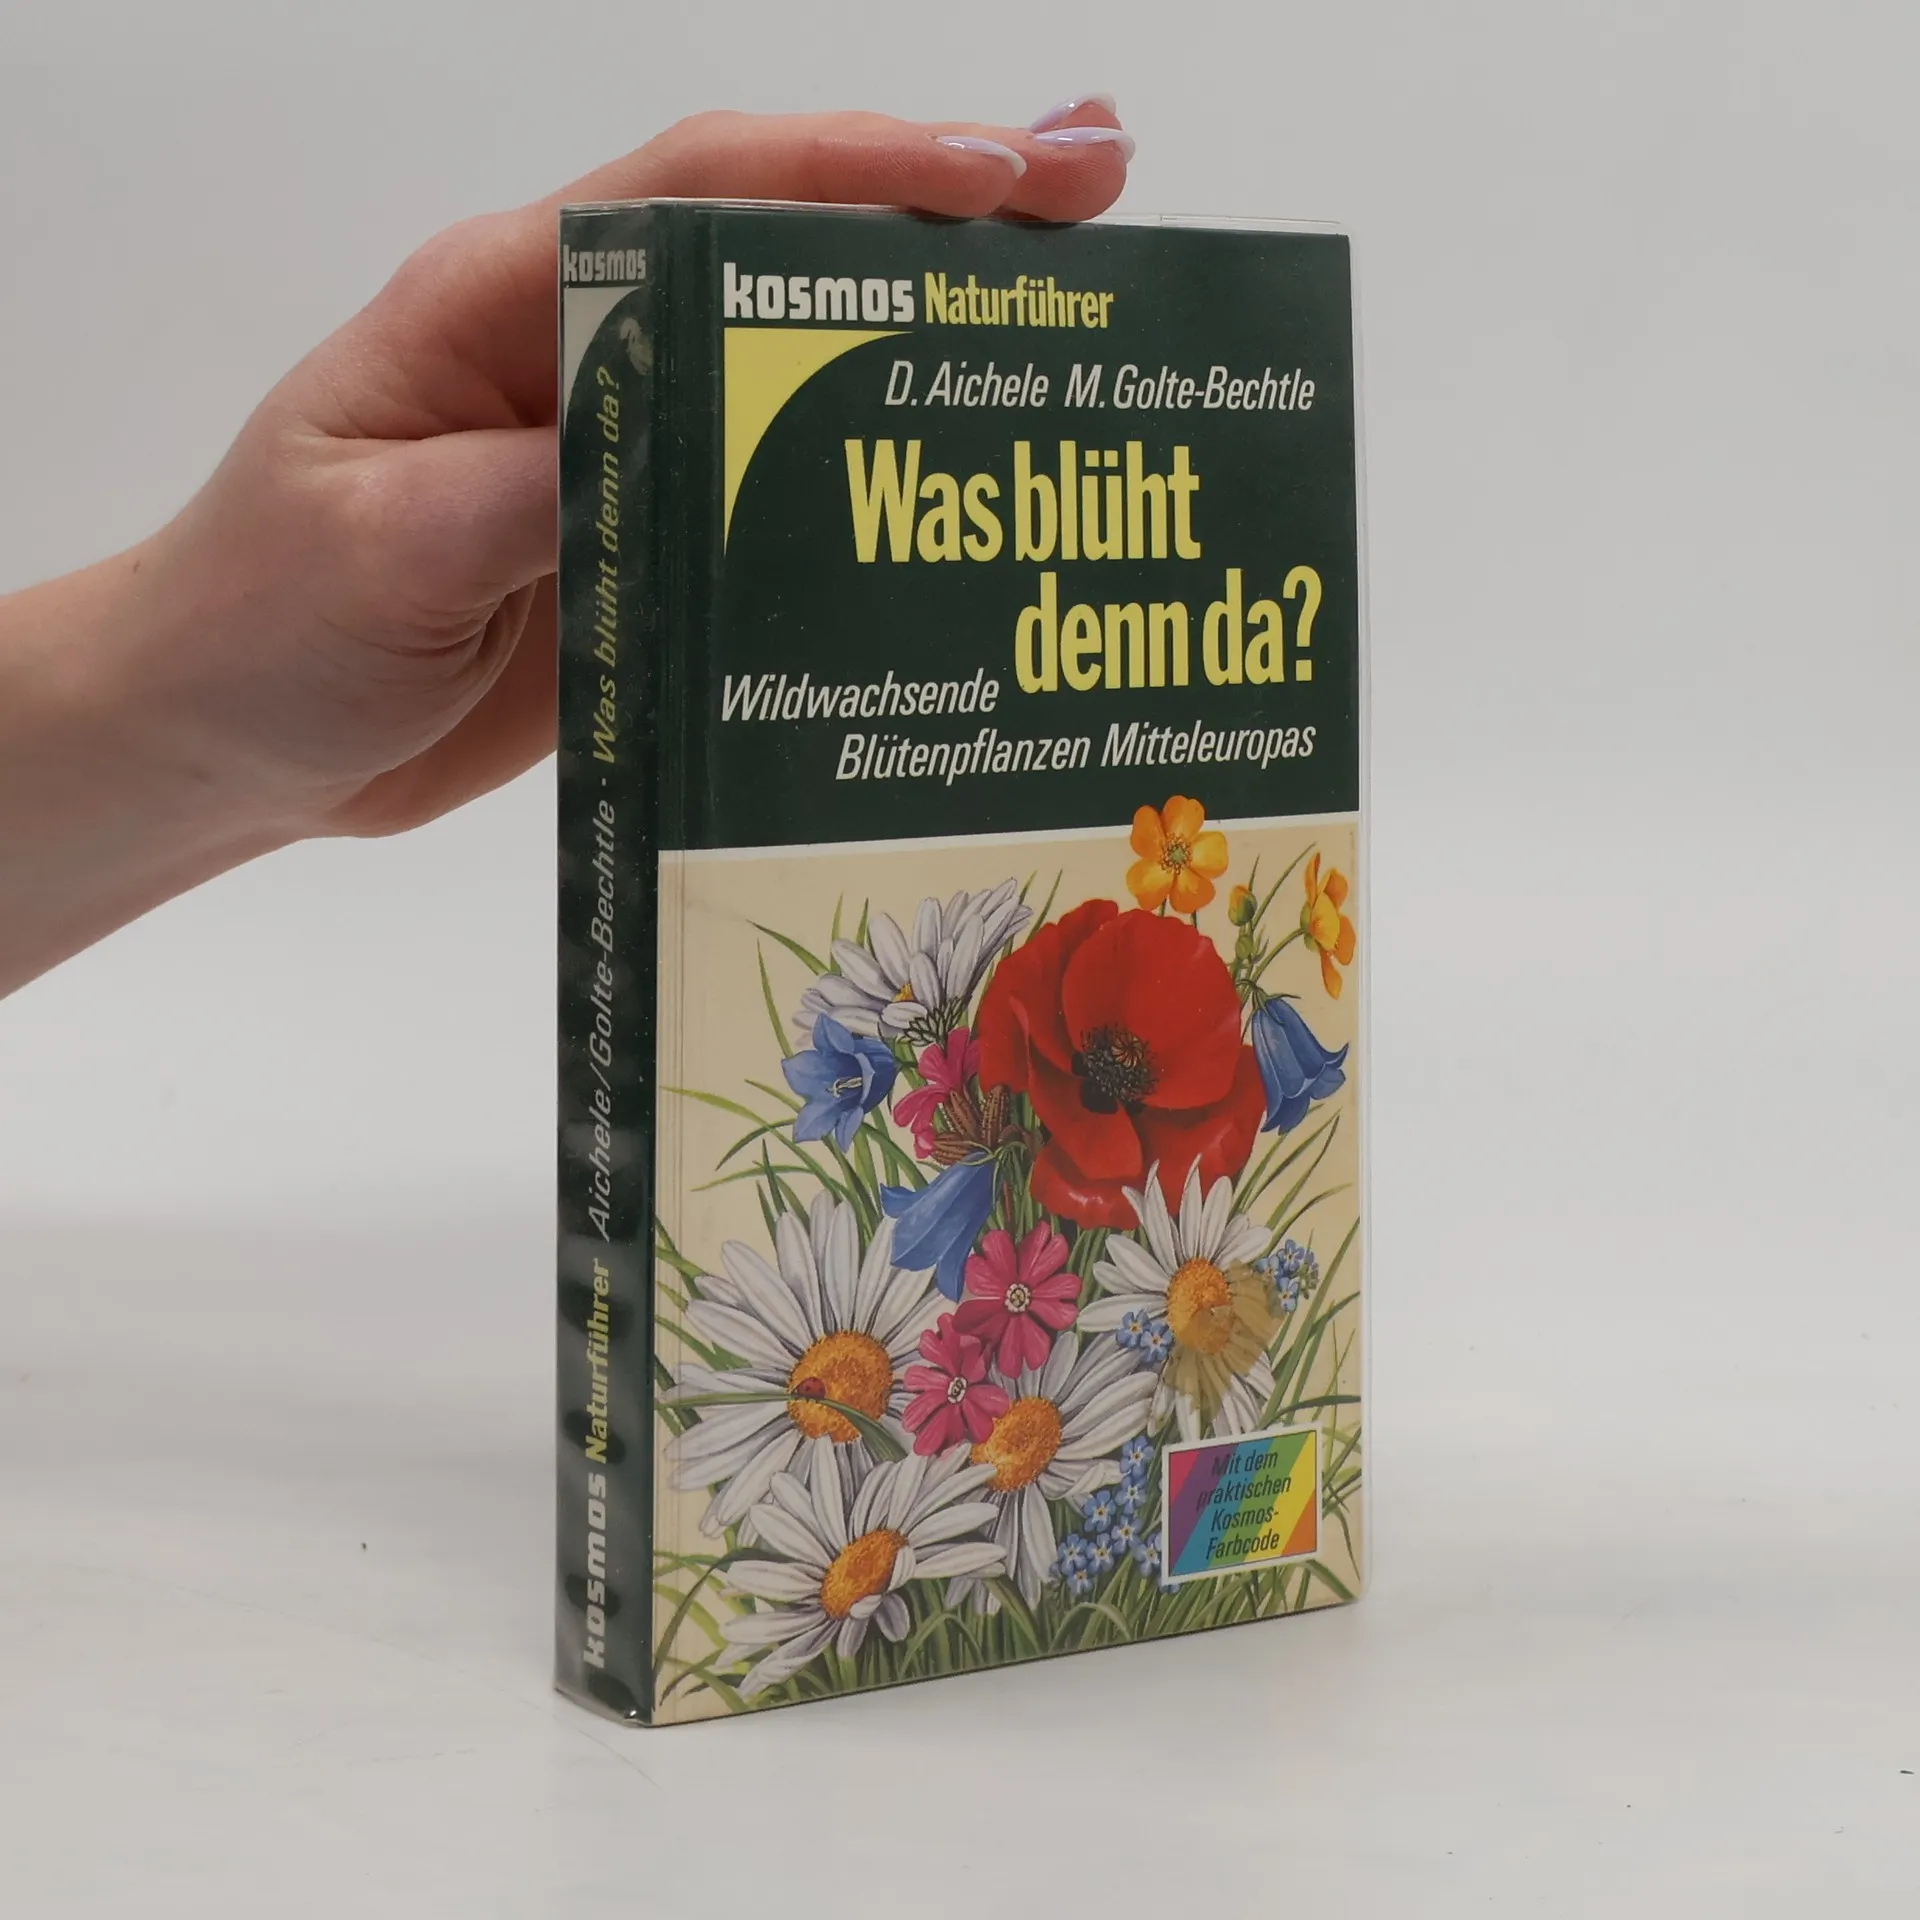 kosmos Naturführer
D. Aichele M. Golte-Bechtle
Was blüht
denn da?
Wildwachsende
Blütenpflanzen Mitteleuropas
Mit dem
praktischen
Kosmos-
Farbcode
kosmos
kosmos Naturführer Aichele/Golte-Bechtle · Was blüht denn da?